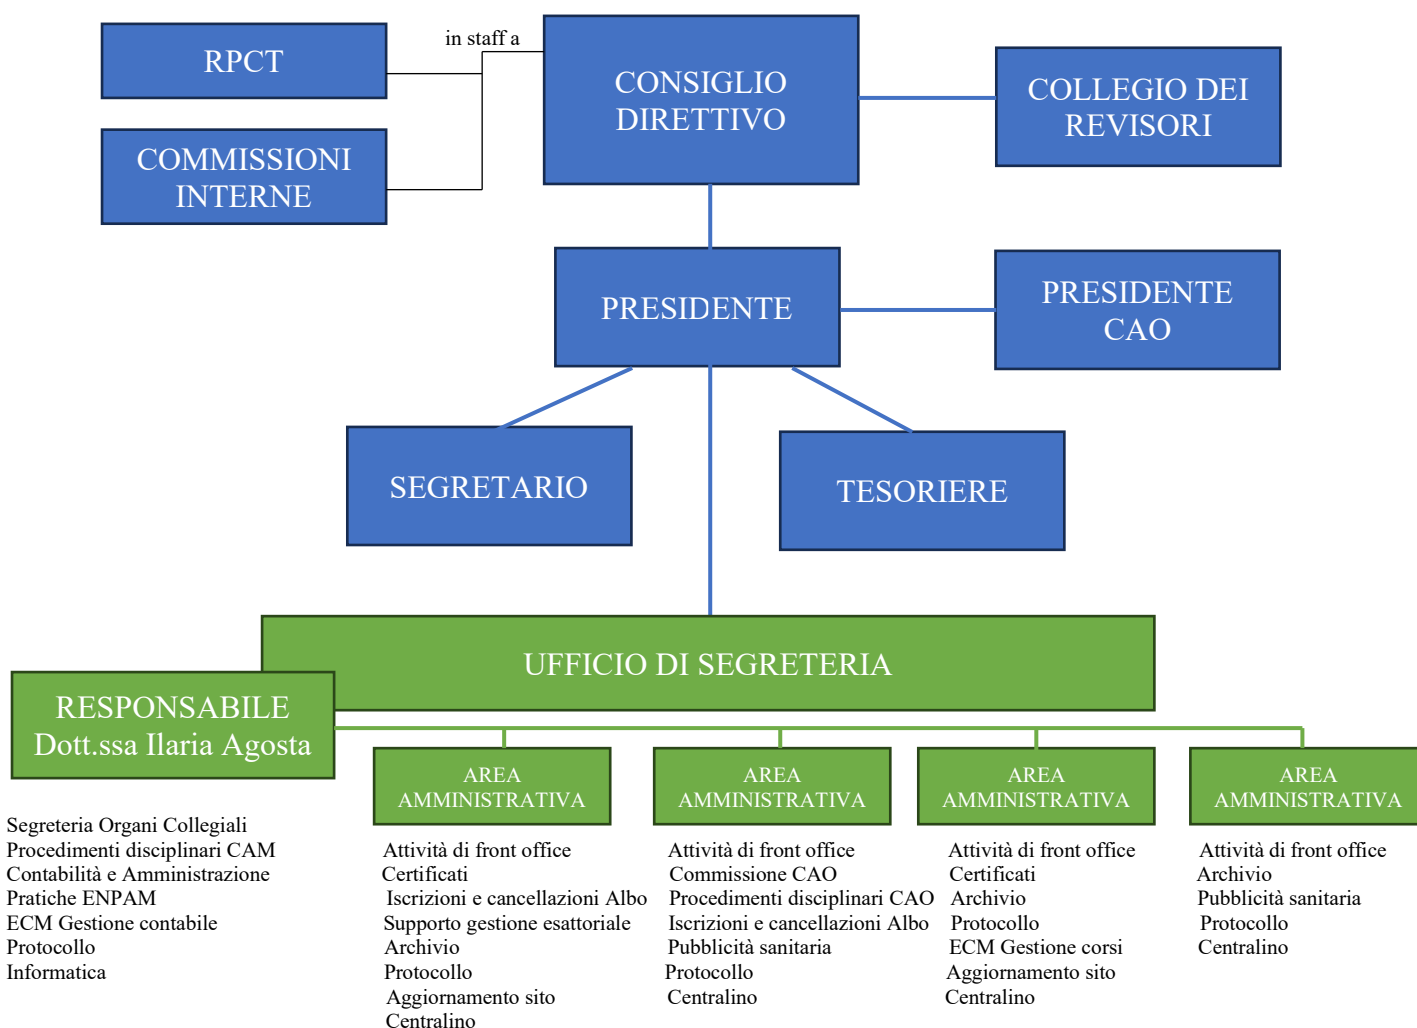 in staff a
RPCT
CONSIGLIO
DIRETTIVO
COLLEGIO DEI
REVISORI
COMMISSIONI
INTERNE
PRESIDENTE
PRESIDENTE
CAO
SEGRETARIO
TESORIERE
UFFICIO DI SEGRETERIA
RESPONSABILE
Dott.ssa Ilaria Agosta
Segreteria Organi Collegiali
Procedimenti disciplinari CAM
Contabilità e Amministrazione
Pratiche ENPAM
ECM Gestione contabile
Protocollo
Informatica
AREA
AMMINISTRATIVA
Attività di front office
Certificati
Iscrizioni e cancellazioni Albo
Supporto gestione esattoriale
Archivio
Protocollo
Aggiornamento sito
Centralino
AREA
AMMINISTRATIVA
Attività di front office
Commissione CAO
Procedimenti disciplinari CAO
Iscrizioni e cancellazioni Albo
Pubblicità sanitaria
Protocollo
Centralino
AREA
AMMINISTRATIVA
Attività di front office
Certificati
Archivio
Protocollo
ECM Gestione corsi
Aggiornamento sito
Centralino
AREA
AMMINISTRATIVA
Attività di front office
Archivio
Pubblicità sanitaria
Protocollo
Centralino